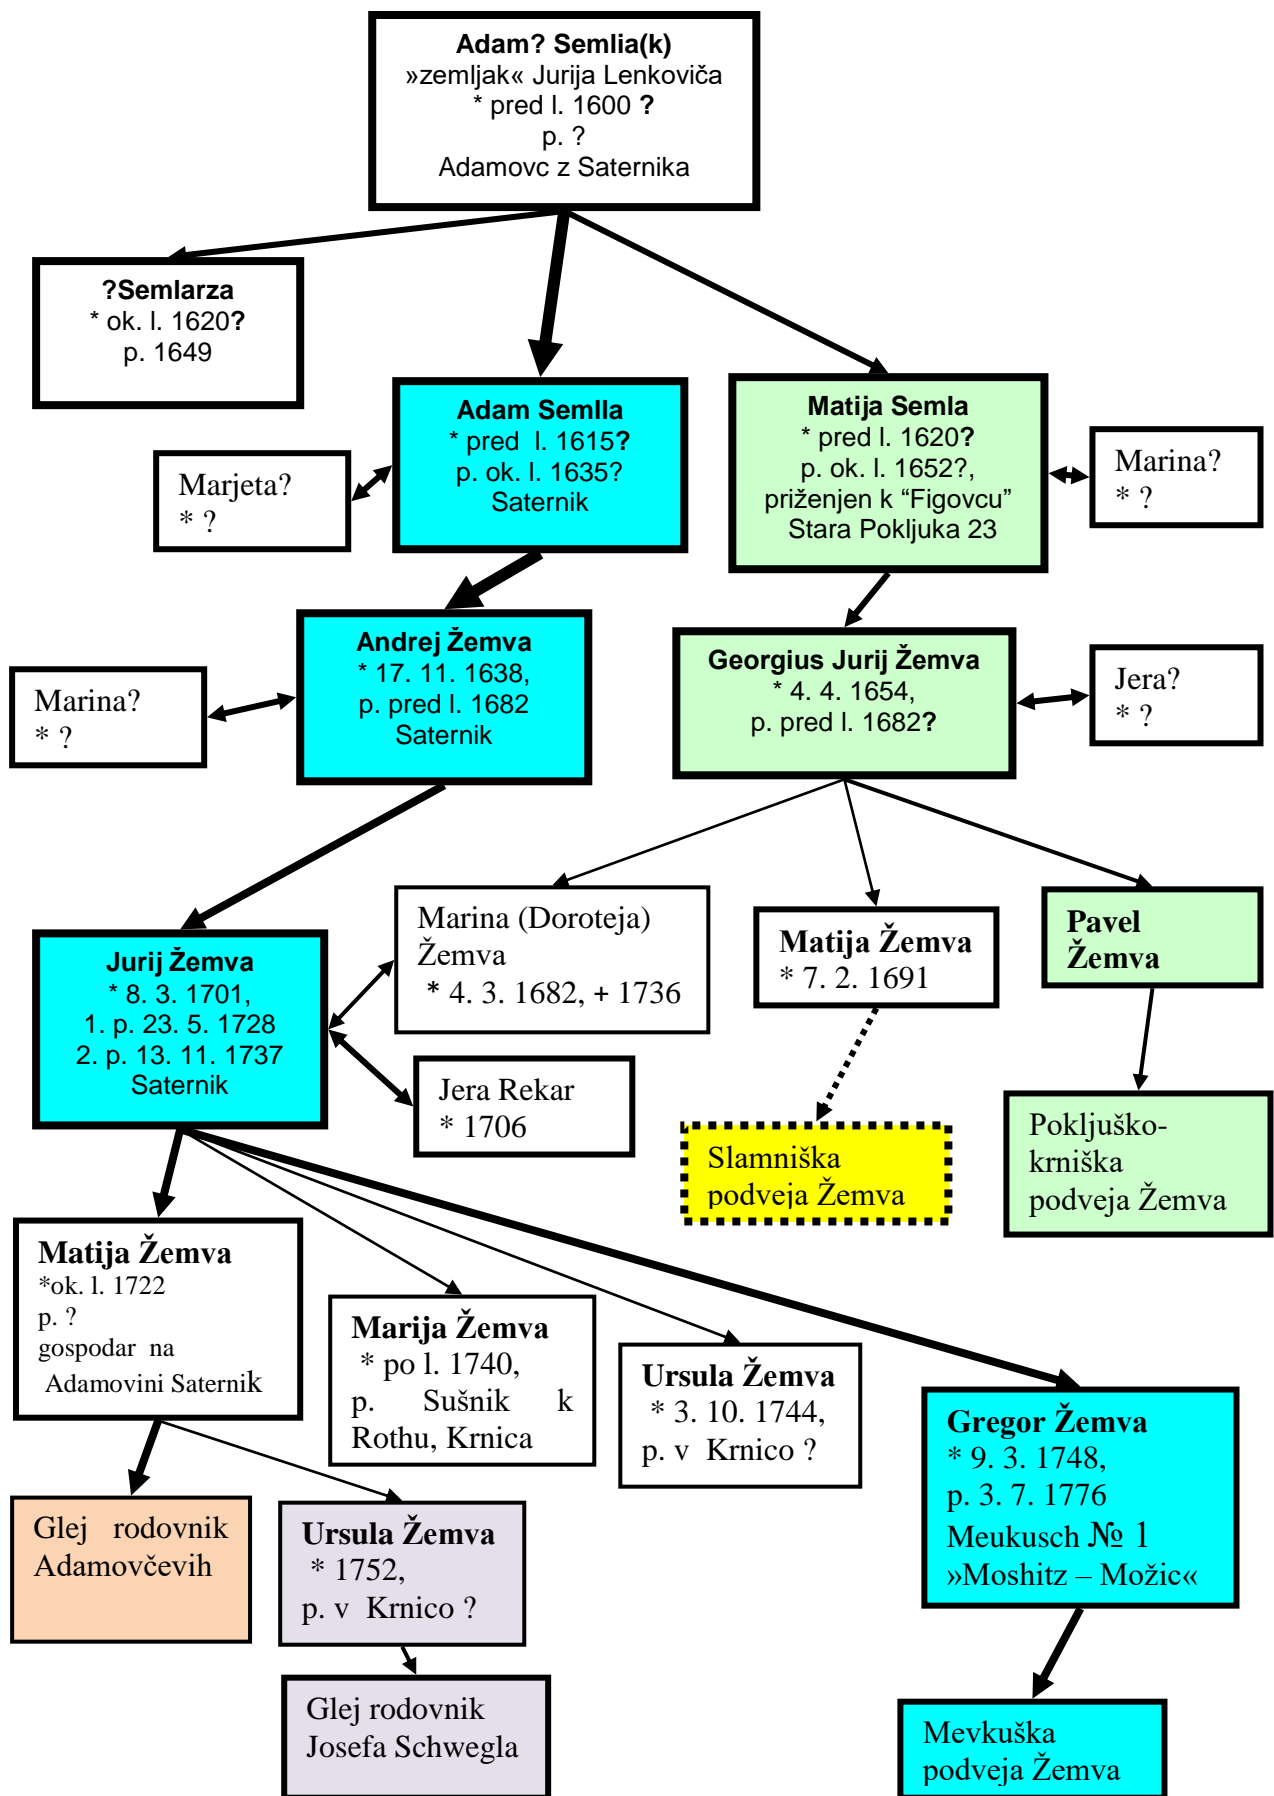 Adam? Semlia(k)
»zemljak« Jurija Lenkoviča
* pred l. 1600 ?
p. ?
Adamovc z Saternika
?Semlarza
* ok. l. 1620?
p. 1649
Adam Semlla
* pred l. 1615?
p. ok. l. 1635?
Saternik
Matija Semla
* pred l. 1620?
p. ok. l. 1652?,
priženjen k “Figovcu”
Stara Pokljuka 23
Marjeta?
* ?
Marina?
* ?
Andrej Žemva
* 17. 11. 1638,
p. pred l. 1682
Saternik
Georgius Jurij Žemva
* 4. 4. 1654,
p. pred l. 1682?
Marina?
* ?
Jera?
* ?
Jurij Žemva
* 8. 3. 1701,
1. p. 23. 5. 1728
2. p. 13. 11. 1737
Saternik
Marina (Doroteja)
Žemva
* 4. 3. 1682, + 1736
Matija Žemva
* 7. 2. 1691
Pavel
Žemva
Jera Rekar
* 1706
Slamniška
podveja Žemva
Pokljuško-
krniška
podveja Žemva
Matija Žemva
*ok. l. 1722
p. ?
gospodar na
Adamovini Saternik
Marija Žemva
* po l. 1740,
p. Sušnik k
Rothu, Krnica
Ursula Žemva
* 3. 10. 1744,
p. v Krnico ?
Gregor Žemva
* 9. 3. 1748,
p. 3. 7. 1776
Meukusch № 1
»Moshitz – Možic«
Glej rodovnik
Adamovčevih
Ursula Žemva
* 1752,
p. v Krnico ?
Glej rodovnik
Josefa Schwegla
Mevkuška
podveja Žemva